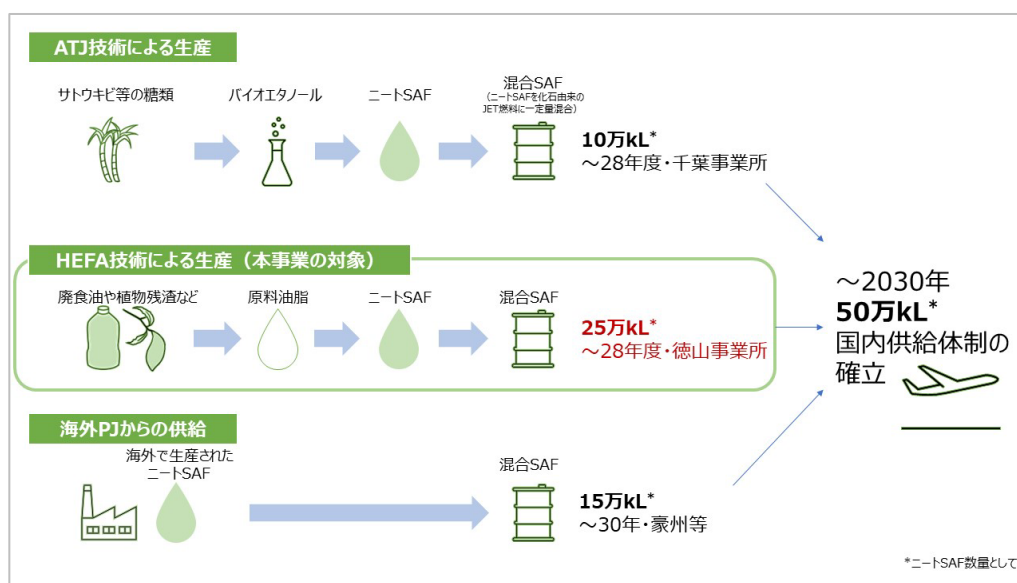 ATJ技術による生産
サトウキビ等の糖類
バイオエタノール
ニートSAF
混合SAF
(ニートSAFを化石由来の
JET燃料に一定量混合)
10万kL*
～28年度・千葉事業所
HEFA技術による生産（本事業の対象）
廃食油や植物残渣など
原料油脂
ニートSAF
混合SAF
25万kL*
～28年度・徳山事業所
～2030年
50万kL*
国内供給体制の
確立
海外PJからの供給
海外で生産された
ニートSAF
混合SAF
15万kL*
～30年・豪州等
*ニートSAF数量として